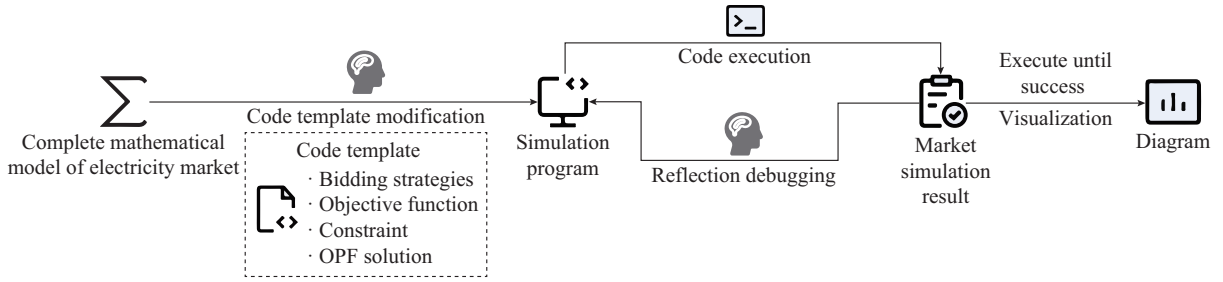 Code execution
Execute until
success
Visualization
Code template modification
Complete mathematical
model of electricity market
Code template
· Bidding strategies
· Objective function
· Constraint
· OPF solution
Simulation
program
Reflection debugging
Market
simulation
result
Diagram